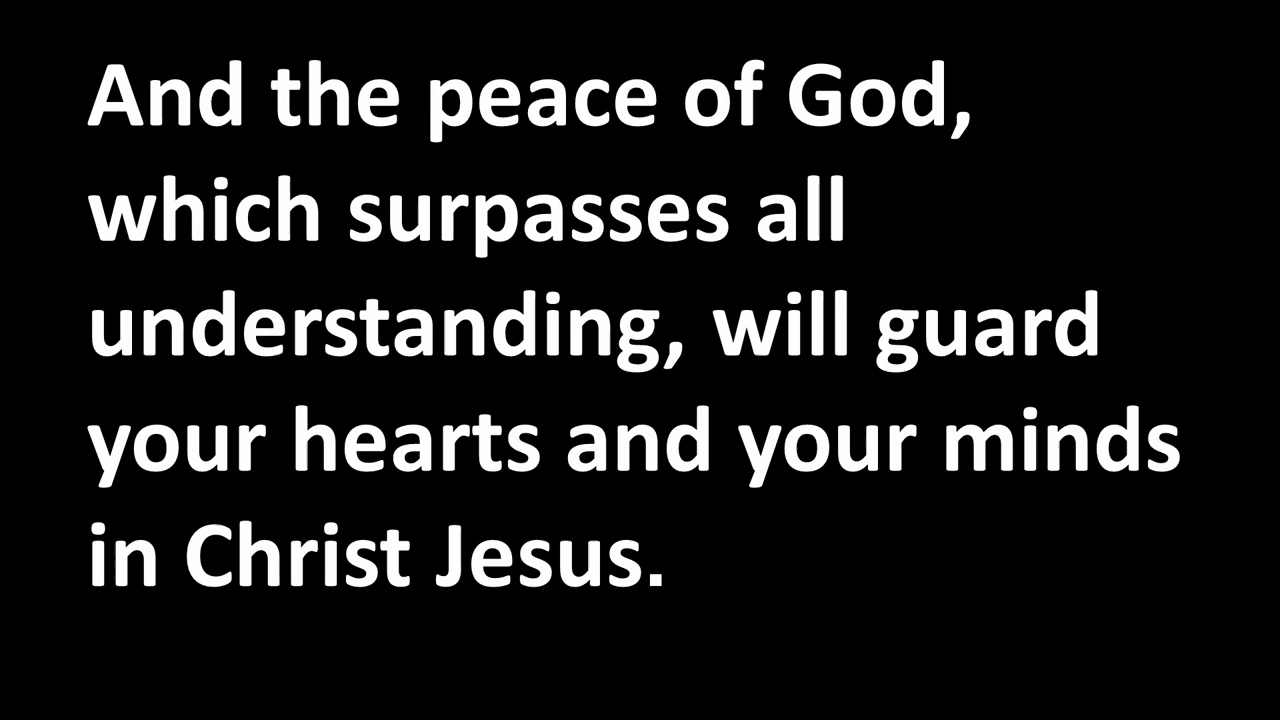 And the peace of God,
which surpasses all
understanding, will guard
your hearts and your minds
in Christ Jesus.